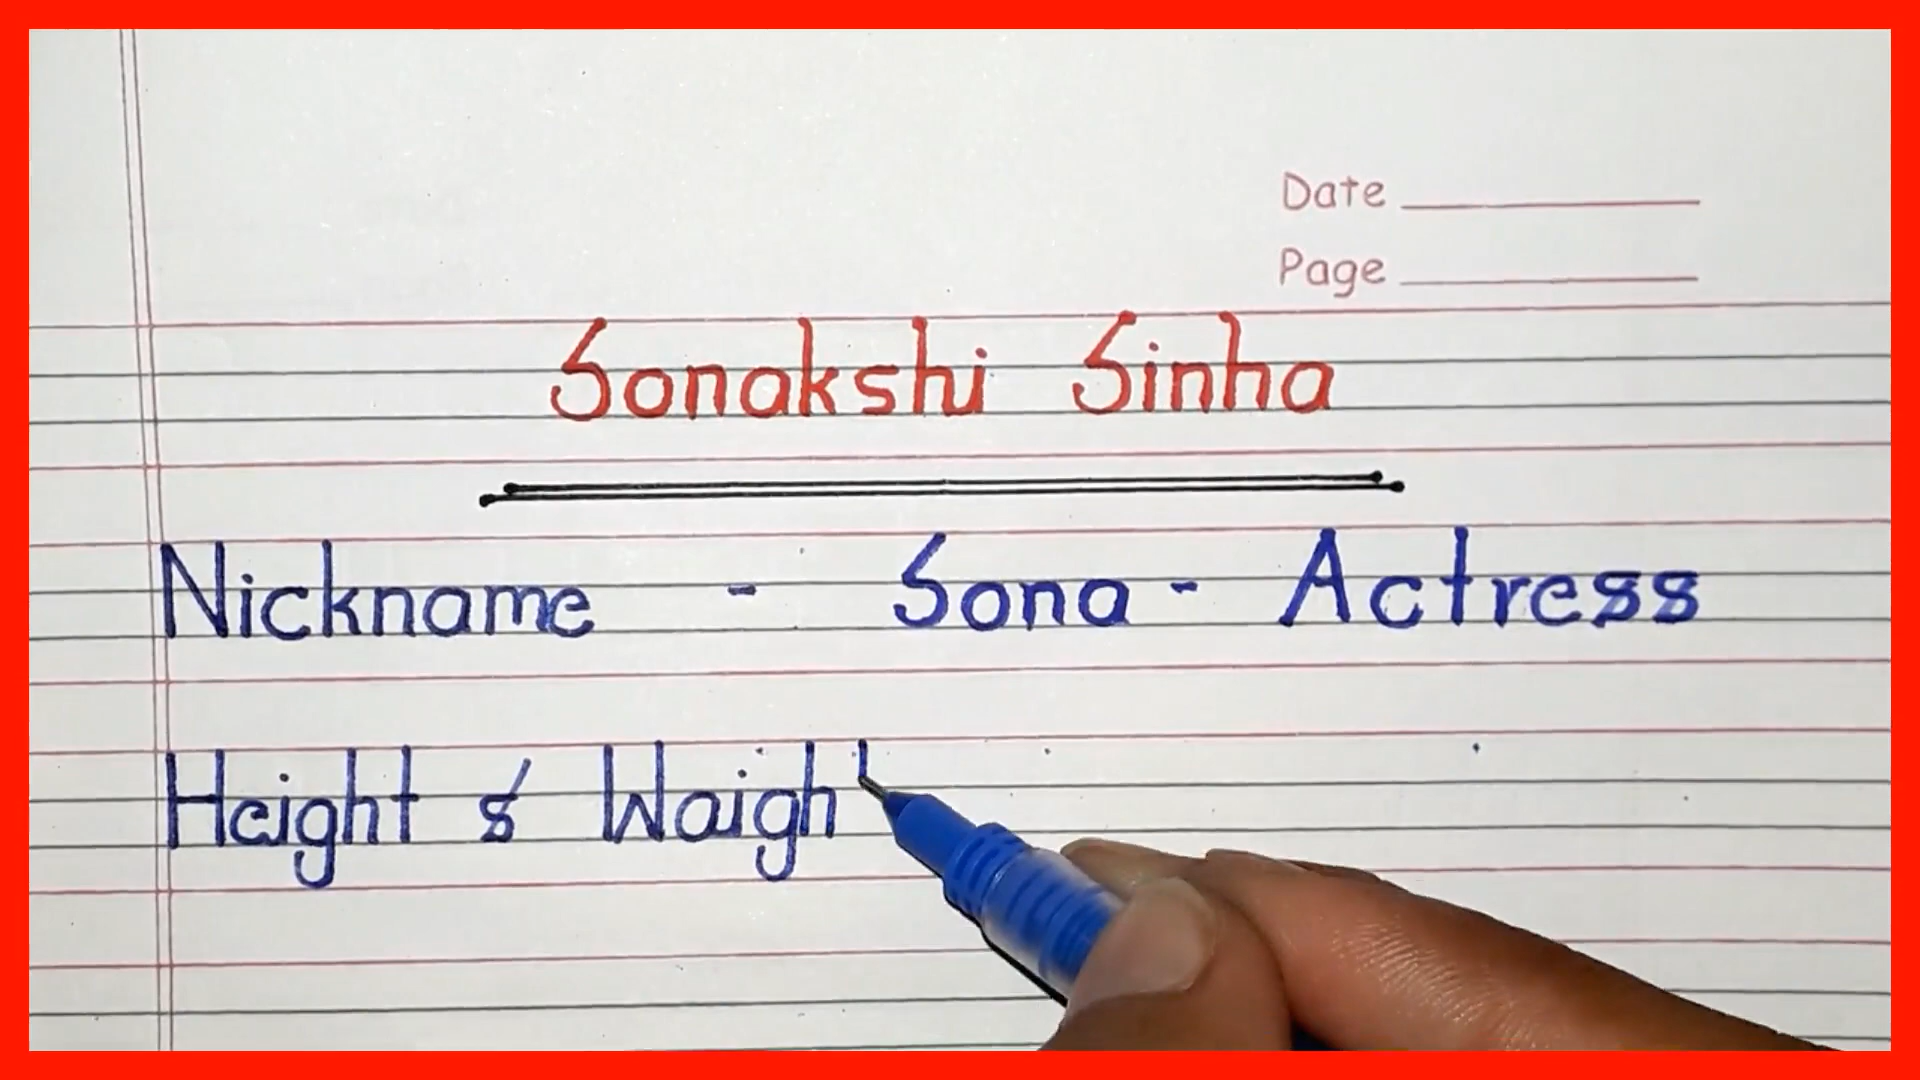 Date
Page
Sonakshi Sinha
Nickname - Sona - Actress
Height & Waigh